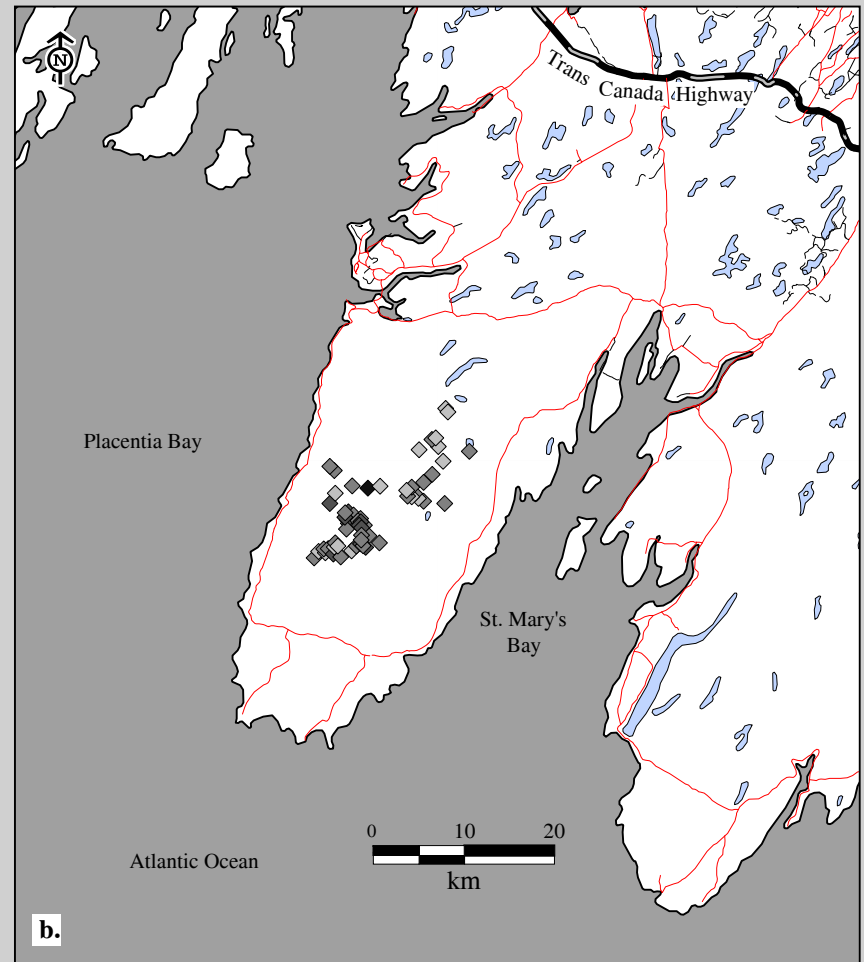 N
Trans Canada Highway
Placentia Bay
St. Mary's
Bay
0 10 20
km
Atlantic Ocean
b.